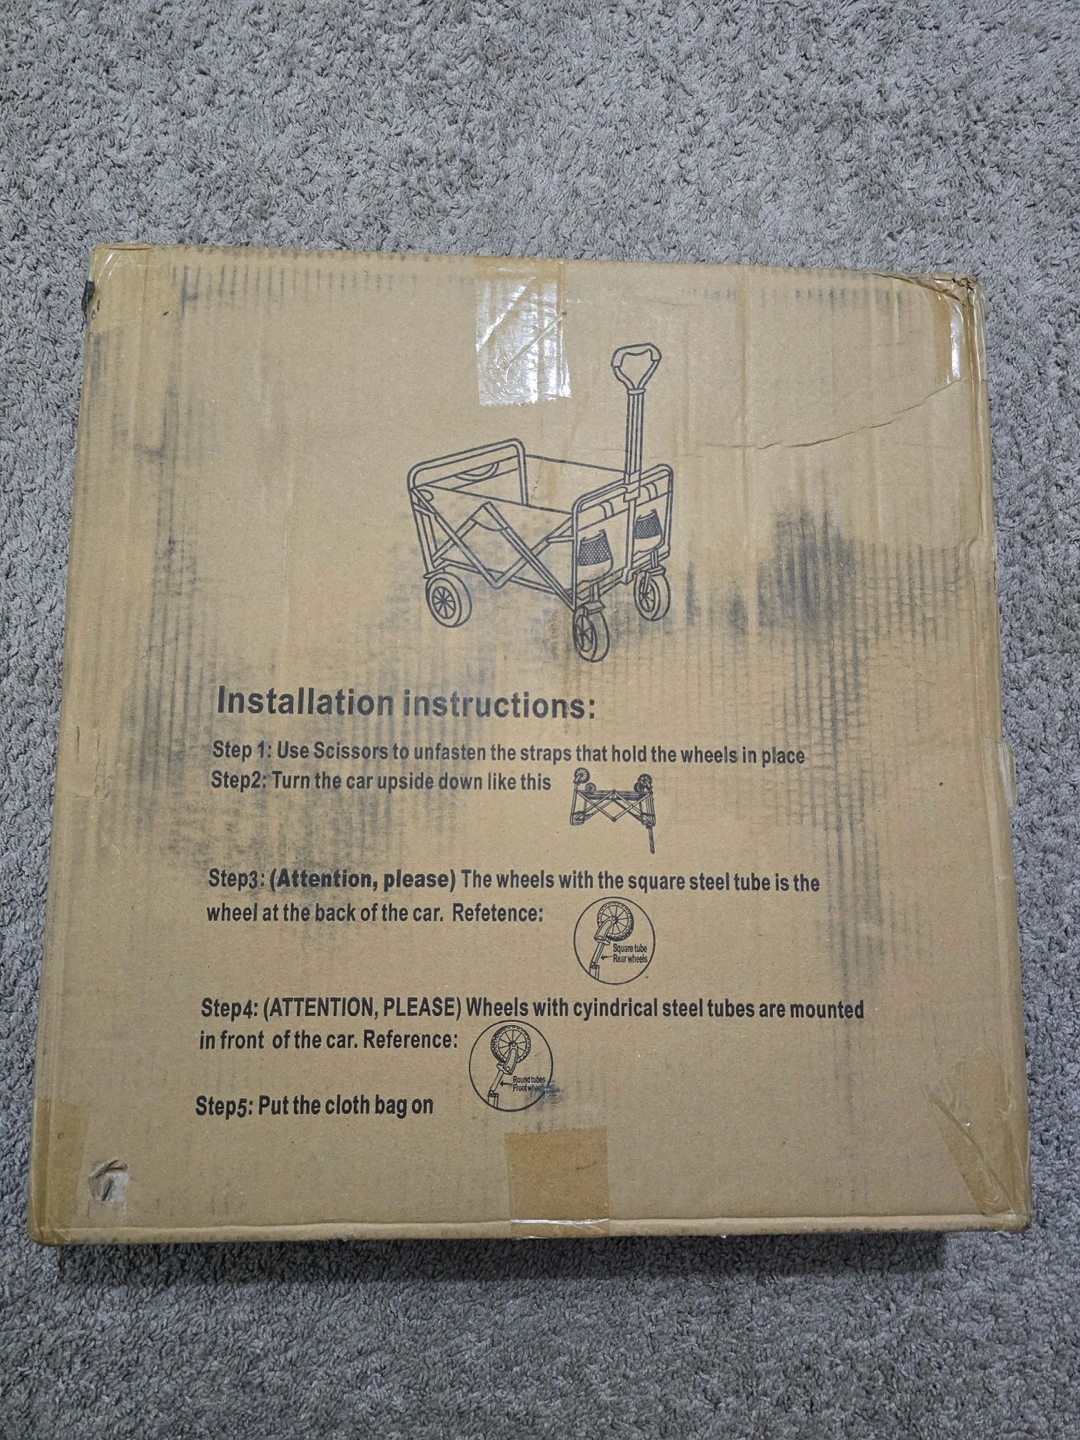 Installation instructions:
Step 1: Use Scissors to unfasten the straps that hold the wheels in place
Step2: Turn the car upside down like this
Step3: (Attention, please) The wheels with the square steel tube is the
wheel at the back of the car. Refetence:
Square tube
Rear wheels
Step4: (ATTENTION, PLEASE) Wheels with cyindrical steel tubes are mounted
in front of the car. Reference:
Round tubes
Front wheels
Step5: Put the cloth bag on